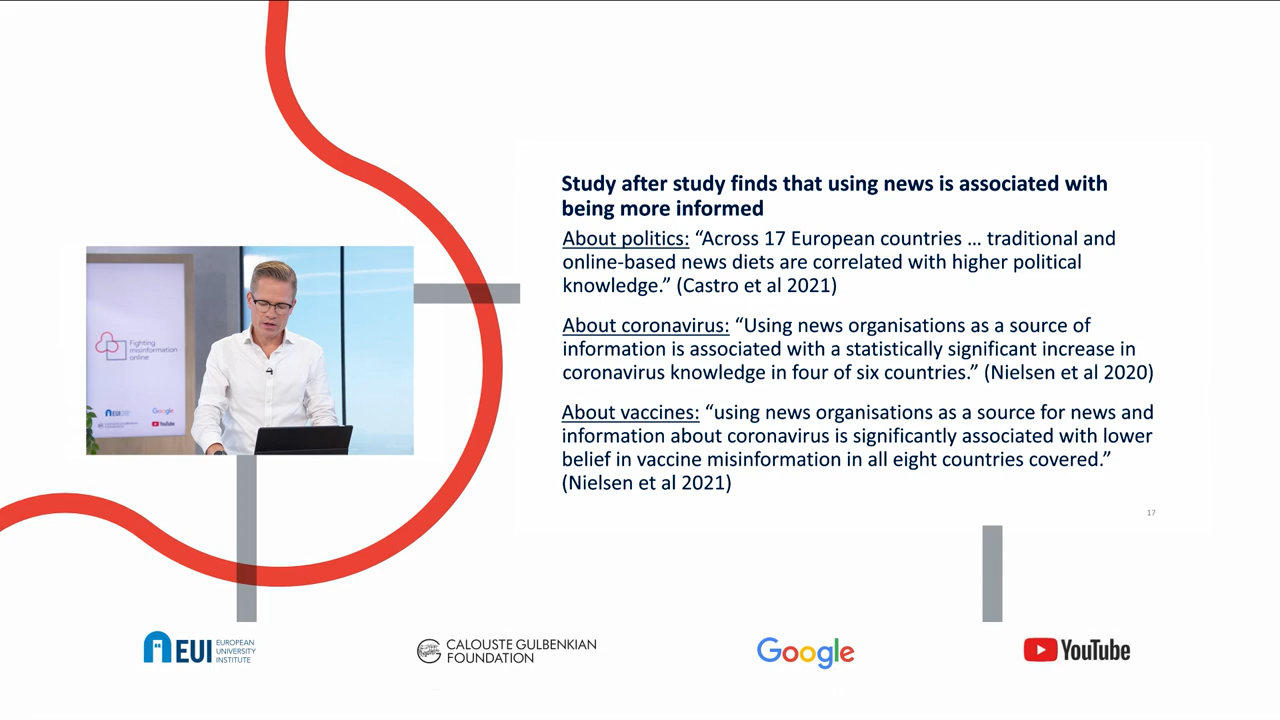 Study after study finds that using news is associated with
being more informed
About politics: “Across 17 European countries … traditional and
online-based news diets are correlated with higher political
knowledge.” (Castro et al 2021)
About coronavirus: “Using news organisations as a source of
information is associated with a statistically significant increase in
coronavirus knowledge in four of six countries.” (Nielsen et al 2020)
About vaccines: “using news organisations as a source for news and
information about coronavirus is significantly associated with lower
belief in vaccine misinformation in all eight countries covered.”
(Nielsen et al 2021)
17
Fighting
misinformation
online
EUI
Google
YouTube
EUI
EUROPEAN
UNIVERSITY
INSTITUTE
CALOUSTE GULBENKIAN
FOUNDATION
Google
YouTube